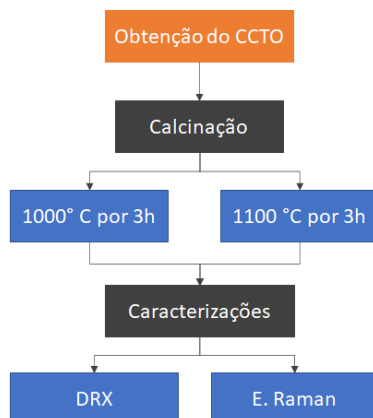 Obtenção do CCTO
Calcinação
1000° C por 3h
1100 °C por 3h
Caracterizações
DRX
E. Raman